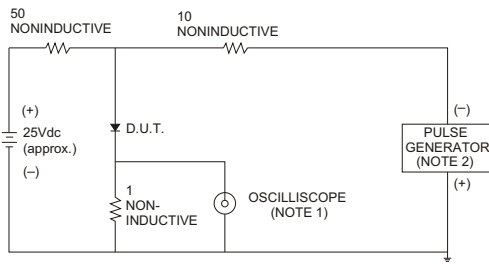 50
NONINDUCTIVE
10
NONINDUCTIVE
(+)
25Vdc
(approx.)
(–)
D.U.T.
1
NON-
INDUCTIVE
OSCILLISCOPE
(NOTE 1)
(–)
PULSE
GENERATOR
(NOTE 2)
(+)